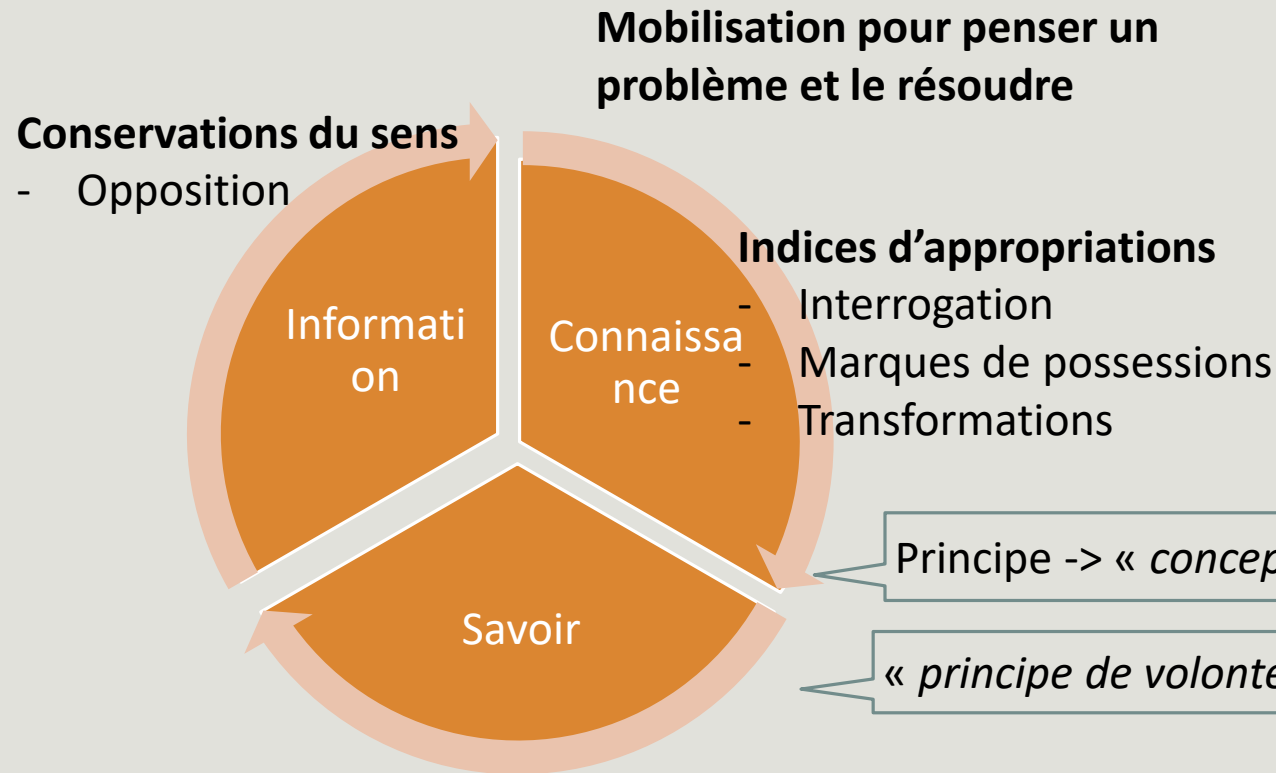 Mobilisation pour penser un
problème et le résoudre
Conservations du sens
- Opposition
Indices d’appropriations
- Interrogation
- Marques de possessions
- Transformations
Informati
on
Connaissa
nce
Savoir
Principe -> « concep
« principe de volonté